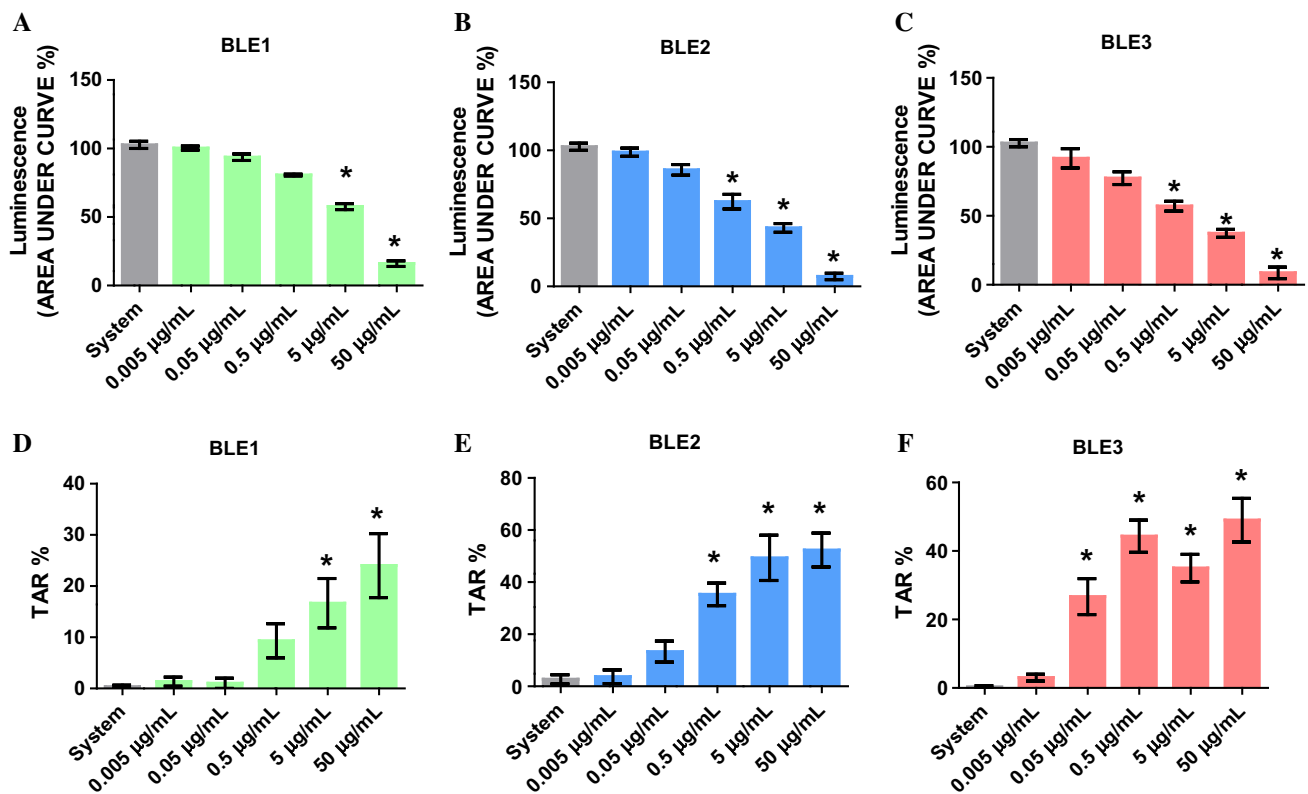 A
BLE1
Luminescence
(AREA UNDER CURVE %)
150
100
50
0
System
0.005 µg/mL
0.05 µg/mL
0.5 µg/mL
5 µg/mL
50 µg/mL
*
*
B
BLE2
Luminescence
(AREA UNDER CURVE %)
150
100
50
0
System
0.005 µg/mL
0.05 µg/mL
0.5 µg/mL
5 µg/mL
50 µg/mL
*
*
*
C
BLE3
Luminescence
(AREA UNDER CURVE %)
150
100
50
0
System
0.005 µg/mL
0.05 µg/mL
0.5 µg/mL
5 µg/mL
50 µg/mL
*
*
*
D
BLE1
TAR %
40
30
20
10
0
System
0.005 µg/mL
0.05 µg/mL
0.5 µg/mL
5 µg/mL
50 µg/mL
*
*
E
BLE2
TAR %
80
60
40
20
0
System
0.005 µg/mL
0.05 µg/mL
0.5 µg/mL
5 µg/mL
50 µg/mL
*
*
*
F
BLE3
TAR %
60
40
20
0
System
0.005 µg/mL
0.05 µg/mL
0.5 µg/mL
5 µg/mL
50 µg/mL
*
*
*
*